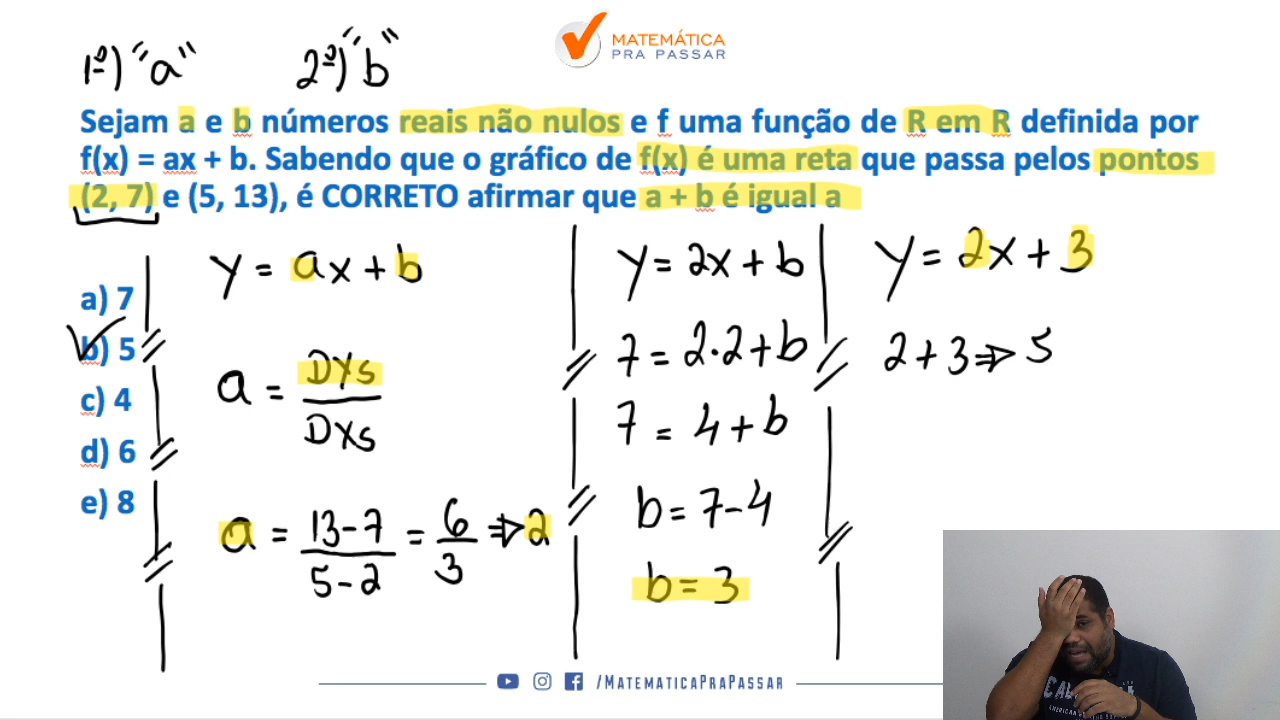 MATEMÁTICA
PRA PASSAR
1º) "a" 2º) "b"
Sejam a e b números reais não nulos e f uma função de R em R definida por
f(x) = ax + b. Sabendo que o gráfico de f(x) é uma reta que passa pelos pontos
(2, 7) e (5, 13), é CORRETO afirmar que a + b é igual a
a) 7
b) 5
c) 4
d) 6
e) 8
y = ax + b
a = DYs/DXs
a = 13-7/5-2 = 6/3 ⇒ 2
y = 2x + b
7 = 2·2 + b
7 = 4 + b
b = 7 - 4
b = 3
y = 2x + 3
2 + 3 ⇒ 5
/MatematicaPraPassar
AMERICAN